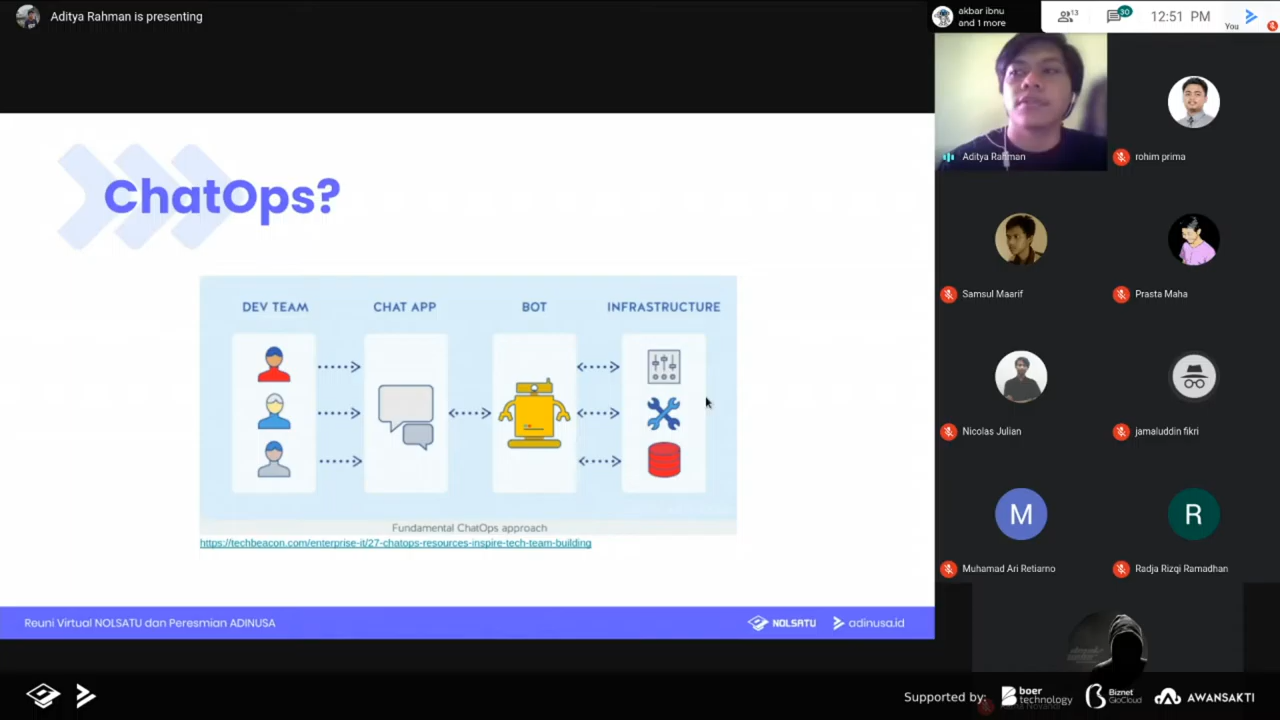 Aditya Rahman is presenting
akbar ibnu
and 1 more
13
30
12:51 PM
You
ChatOps?
DEV TEAM
CHAT APP
BOT
INFRASTRUCTURE
Fundamental ChatOps approach
https://techbeacon.com/enterprise-it/27-chatops-resources-inspire-tech-team-building
Reuni Virtual NOLSATU dan Peresmian ADINUSA
NOLSATU
adinusa.id
Aditya Rahman
rohim prima
Samsul Maarif
Prasta Maha
Nicolas Julian
jamaluddin fikri
M
R
Muhamad Ari Retiarno
Radja Rizqi Ramadhan
Supported by:
boer
technology
Biznet
GioCloud
AWANSAKTI